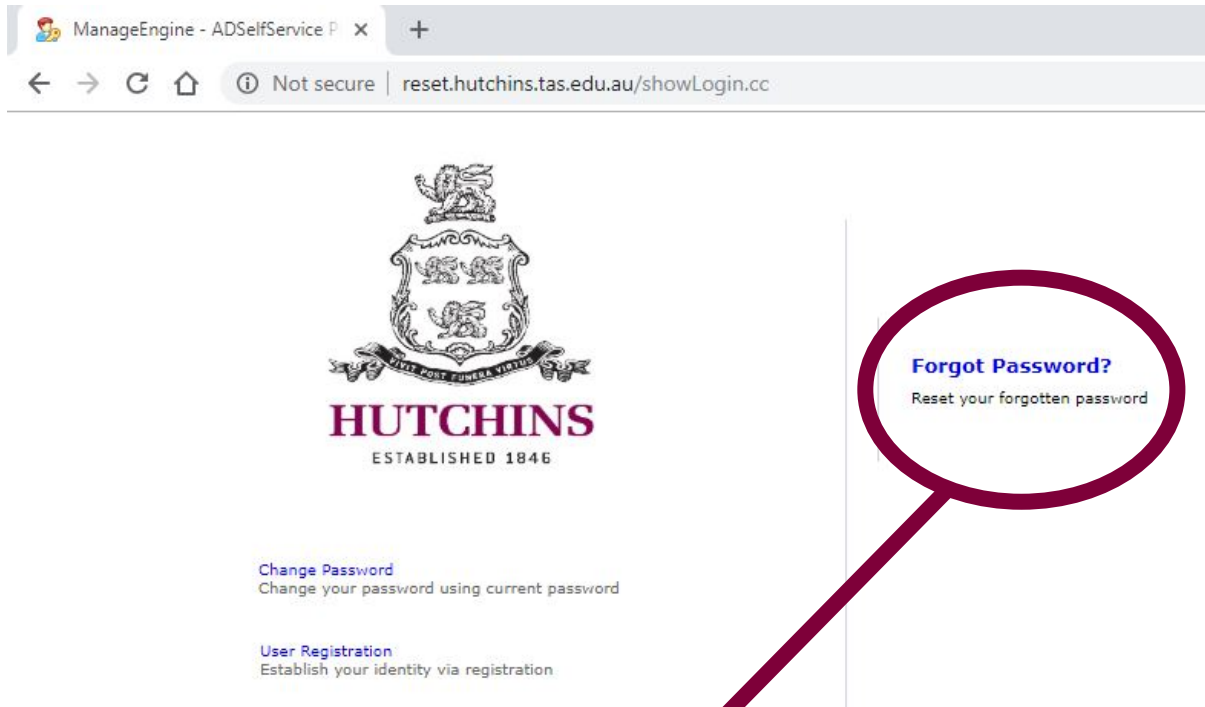 ManageEngine - ADSelfService P
Not secure | reset.hutchins.tas.edu.au/showLogin.cc
VIVIT POST FUNERA VIRTUS
HUTCHINS
ESTABLISHED 1846
Forgot Password?
Reset your forgotten password
Change Password
Change your password using current password
User Registration
Establish your identity via registration